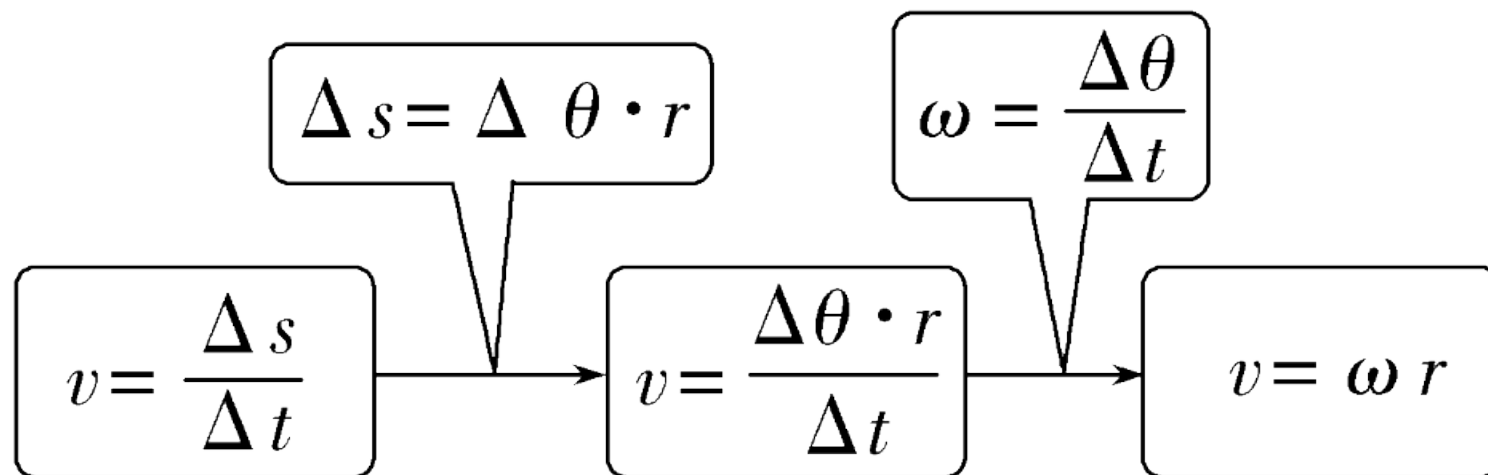 Δs=Δ θ·r
ω = Δθ/Δt
v= Δs/Δt
v= Δθ·r/Δt
v= ω r